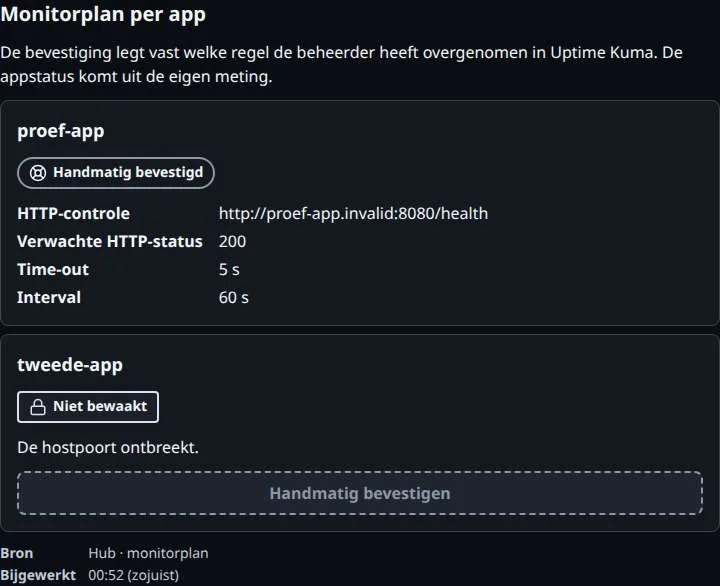 Monitorplan per app
De bevestiging legt vast welke regel de beheerder heeft overgenomen in Uptime Kuma. De
appstatus komt uit de eigen meting.
proef-app
Handmatig bevestigd
HTTP-controle http://proef-app.invalid:8080/health
Verwachte HTTP-status 200
Time-out 5 s
Interval 60 s
tweede-app
Niet bewaakt
De hostpoort ontbreekt.
Handmatig bevestigen
Bron Hub · monitorplan
Bijgewerkt 00:52 (zojuist)